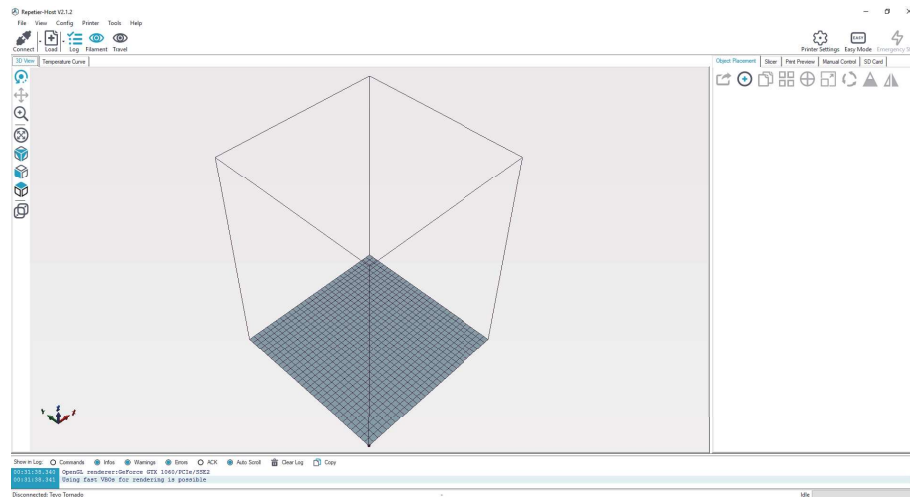 Repetier-Host V2.1.2
File View Config Printer Tools Help
Connect Load Log Filament Travel Printer Settings Easy Mode Emergency S
EASY
3D View Temperature Curve Object Placement Slicer Print Preview Manual Control SD Card
Show in Log: Commands Infos Warnings Errors ACK Auto Scroll Clear Log Copy
00:31:38.340 OpenGL renderer:GeForce GTX 1060/PCIe/SSE2
00:31:38.341 Using fast VBOs for rendering is possible
Disconnected: Tevo Tornado - Idle